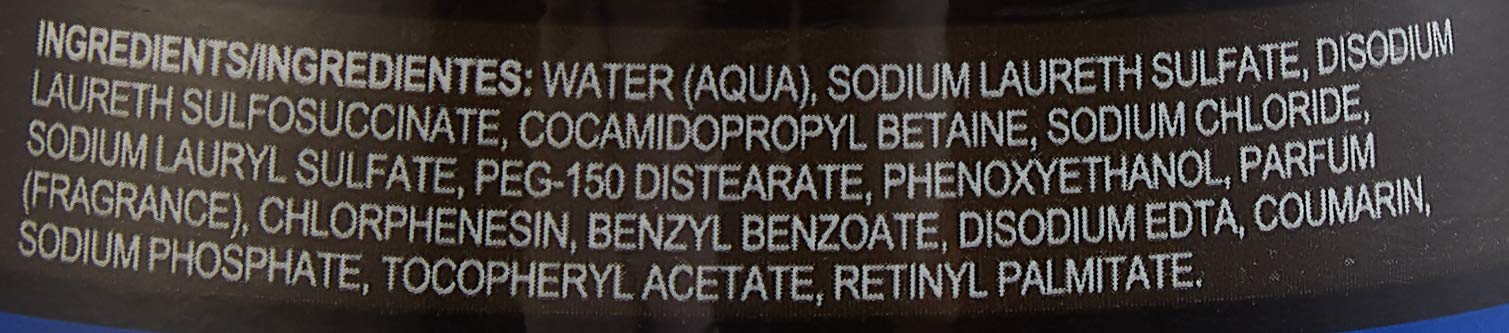 INGREDIENTS/INGREDIENTES: WATER (AQUA), SODIUM LAURETH SULFATE, DISODIUM
LAURETH SULFOSUCCINATE, COCAMIDOPROPYL BETAINE, SODIUM CHLORIDE,
SODIUM LAURYL SULFATE, PEG-150 DISTEARATE, PHENOXYETHANOL, PARFUM
(FRAGRANCE), CHLORPHENESIN, BENZYL BENZOATE, DISODIUM EDTA, COUMARIN,
SODIUM PHOSPHATE, TOCOPHERYL ACETATE, RETINYL PALMITATE.